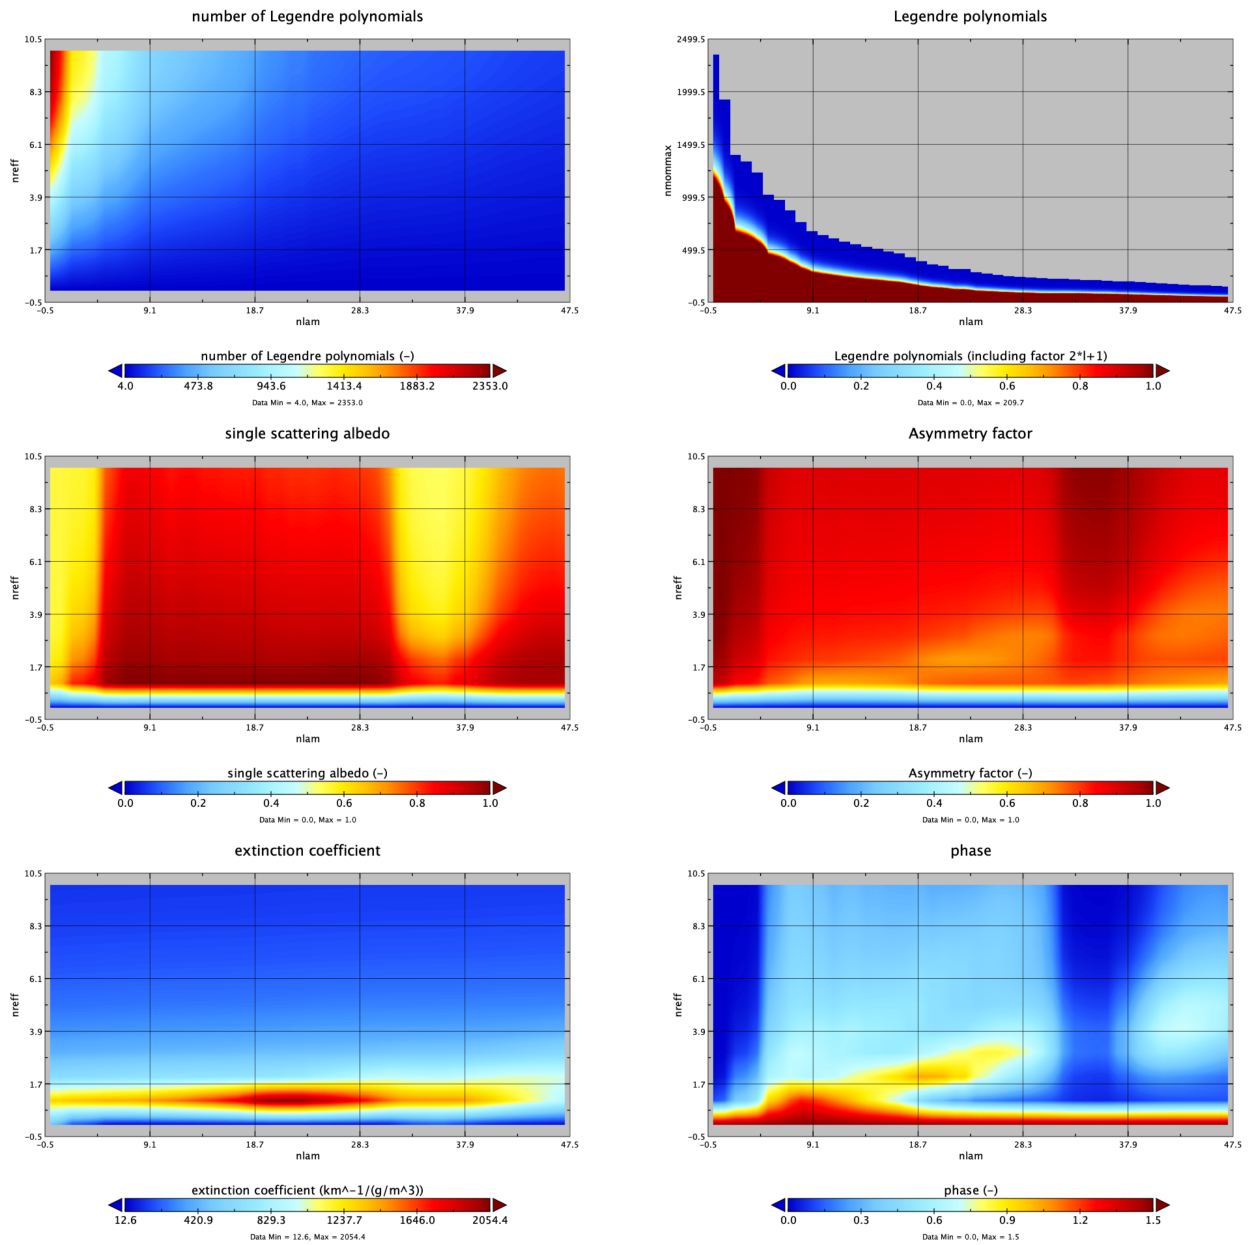 number of Legendre polynomials
10.5
8.3
6.1
3.9
1.7
−0.5
nreff
−0.5 9.1 18.7 28.3 37.9 47.5
nlam
number of Legendre polynomials (-)
4.0 473.8 943.6 1413.4 1883.2 2353.0
Data Min = 4.0, Max = 2353.0
Legendre polynomials
2499.5
1999.5
1499.5
999.5
499.5
−0.5
nmommax
−0.5 9.1 18.7 28.3 37.9 47.5
nlam
Legendre polynomials (including factor 2*l+1)
0.0 0.2 0.4 0.6 0.8 1.0
Data Min = 0.0, Max = 209.7
single scattering albedo
10.5
8.3
6.1
3.9
1.7
−0.5
nreff
−0.5 9.1 18.7 28.3 37.9 47.5
nlam
single scattering albedo (-)
0.0 0.2 0.4 0.6 0.8 1.0
Data Min = 0.0, Max = 1.0
Asymmetry factor
10.5
8.3
6.1
3.9
1.7
−0.5
nreff
−0.5 9.1 18.7 28.3 37.9 47.5
nlam
Asymmetry factor (-)
0.0 0.2 0.4 0.6 0.8 1.0
Data Min = 0.0, Max = 1.0
extinction coefficient
10.5
8.3
6.1
3.9
1.7
−0.5
nreff
−0.5 9.1 18.7 28.3 37.9 47.5
nlam
extinction coefficient (km^-1/(g/m^3))
12.6 420.9 829.3 1237.7 1646.0 2054.4
Data Min = 12.6, Max = 2054.4
phase
10.5
8.3
6.1
3.9
1.7
−0.5
nreff
−0.5 9.1 18.7 28.3 37.9 47.5
nlam
phase (-)
0.0 0.3 0.6 0.9 1.2 1.5
Data Min = 0.0, Max = 1.5